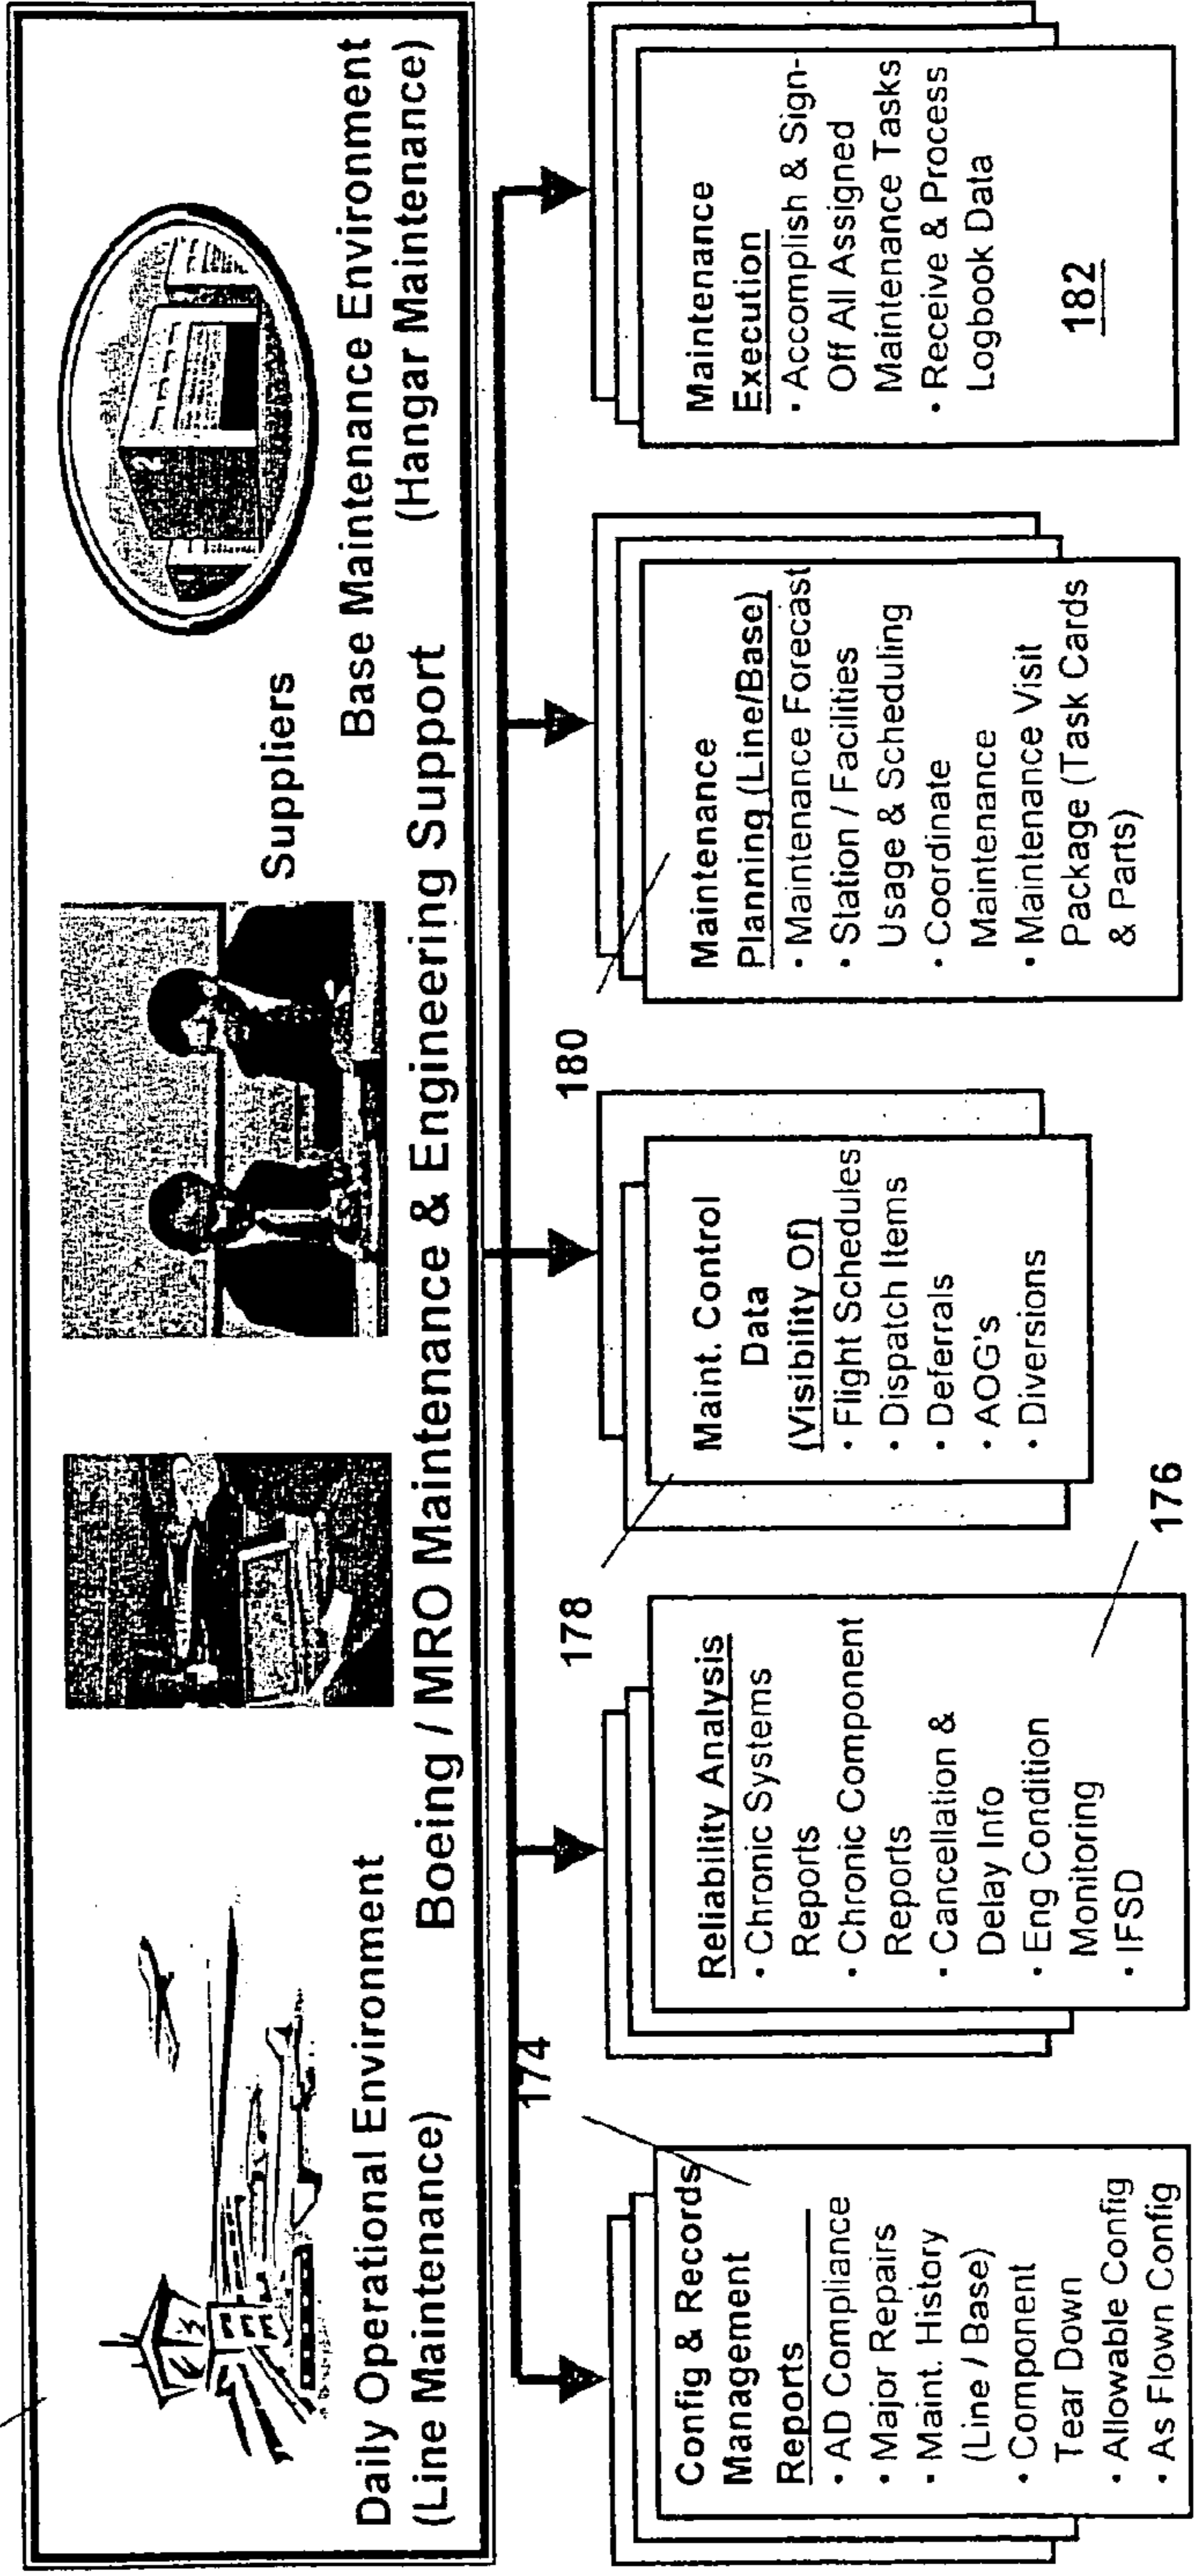 2
Suppliers
Daily Operational Environment
(Line Maintenance)
Base Maintenance Environment
(Hangar Maintenance)
Boeing / MRO Maintenance & Engineering Support
174
Config & Records
Management
Reports
• AD Compliance
• Major Repairs
• Maint. History
(Line / Base)
• Component
Tear Down
• Allowable Config
• As Flown Config
Reliability Analysis
• Chronic Systems
Reports
• Chronic Component
Reports
• Cancellation &
Delay Info
• Eng Condition
Monitoring
• IFSD
176
178
Maint. Control
Data
(Visibility Of)
• Flight Schedules
• Dispatch Items
• Deferrals
• AOG's
• Diversions
180
Maintenance
Planning (Line/Base)
• Maintenance Forecast
• Station / Facilities
Usage & Scheduling
• Coordinate
Maintenance
• Maintenance Visit
Package (Task Cards
& Parts)
Maintenance
Execution
• Accomplish & Sign-
Off All Assigned
Maintenance Tasks
• Receive & Process
Logbook Data
182